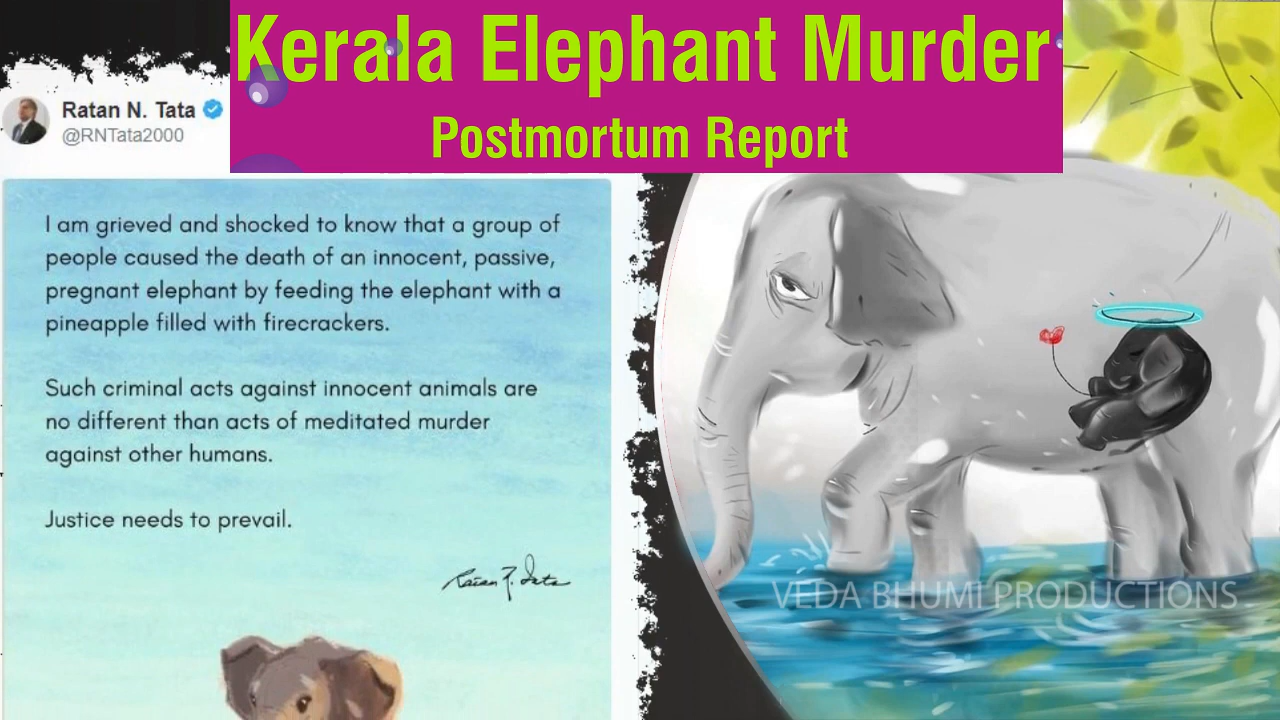 Kerala Elephant Murder
Postmortum Report
Ratan N. Tata
@RNTata2000
I am grieved and shocked to know that a group of
people caused the death of an innocent, passive,
pregnant elephant by feeding the elephant with a
pineapple filled with firecrackers.
Such criminal acts against innocent animals are
no different than acts of meditated murder
against other humans.
Justice needs to prevail.
Ratan N. Tata
VEDA BHUMI PRODUCTIONS